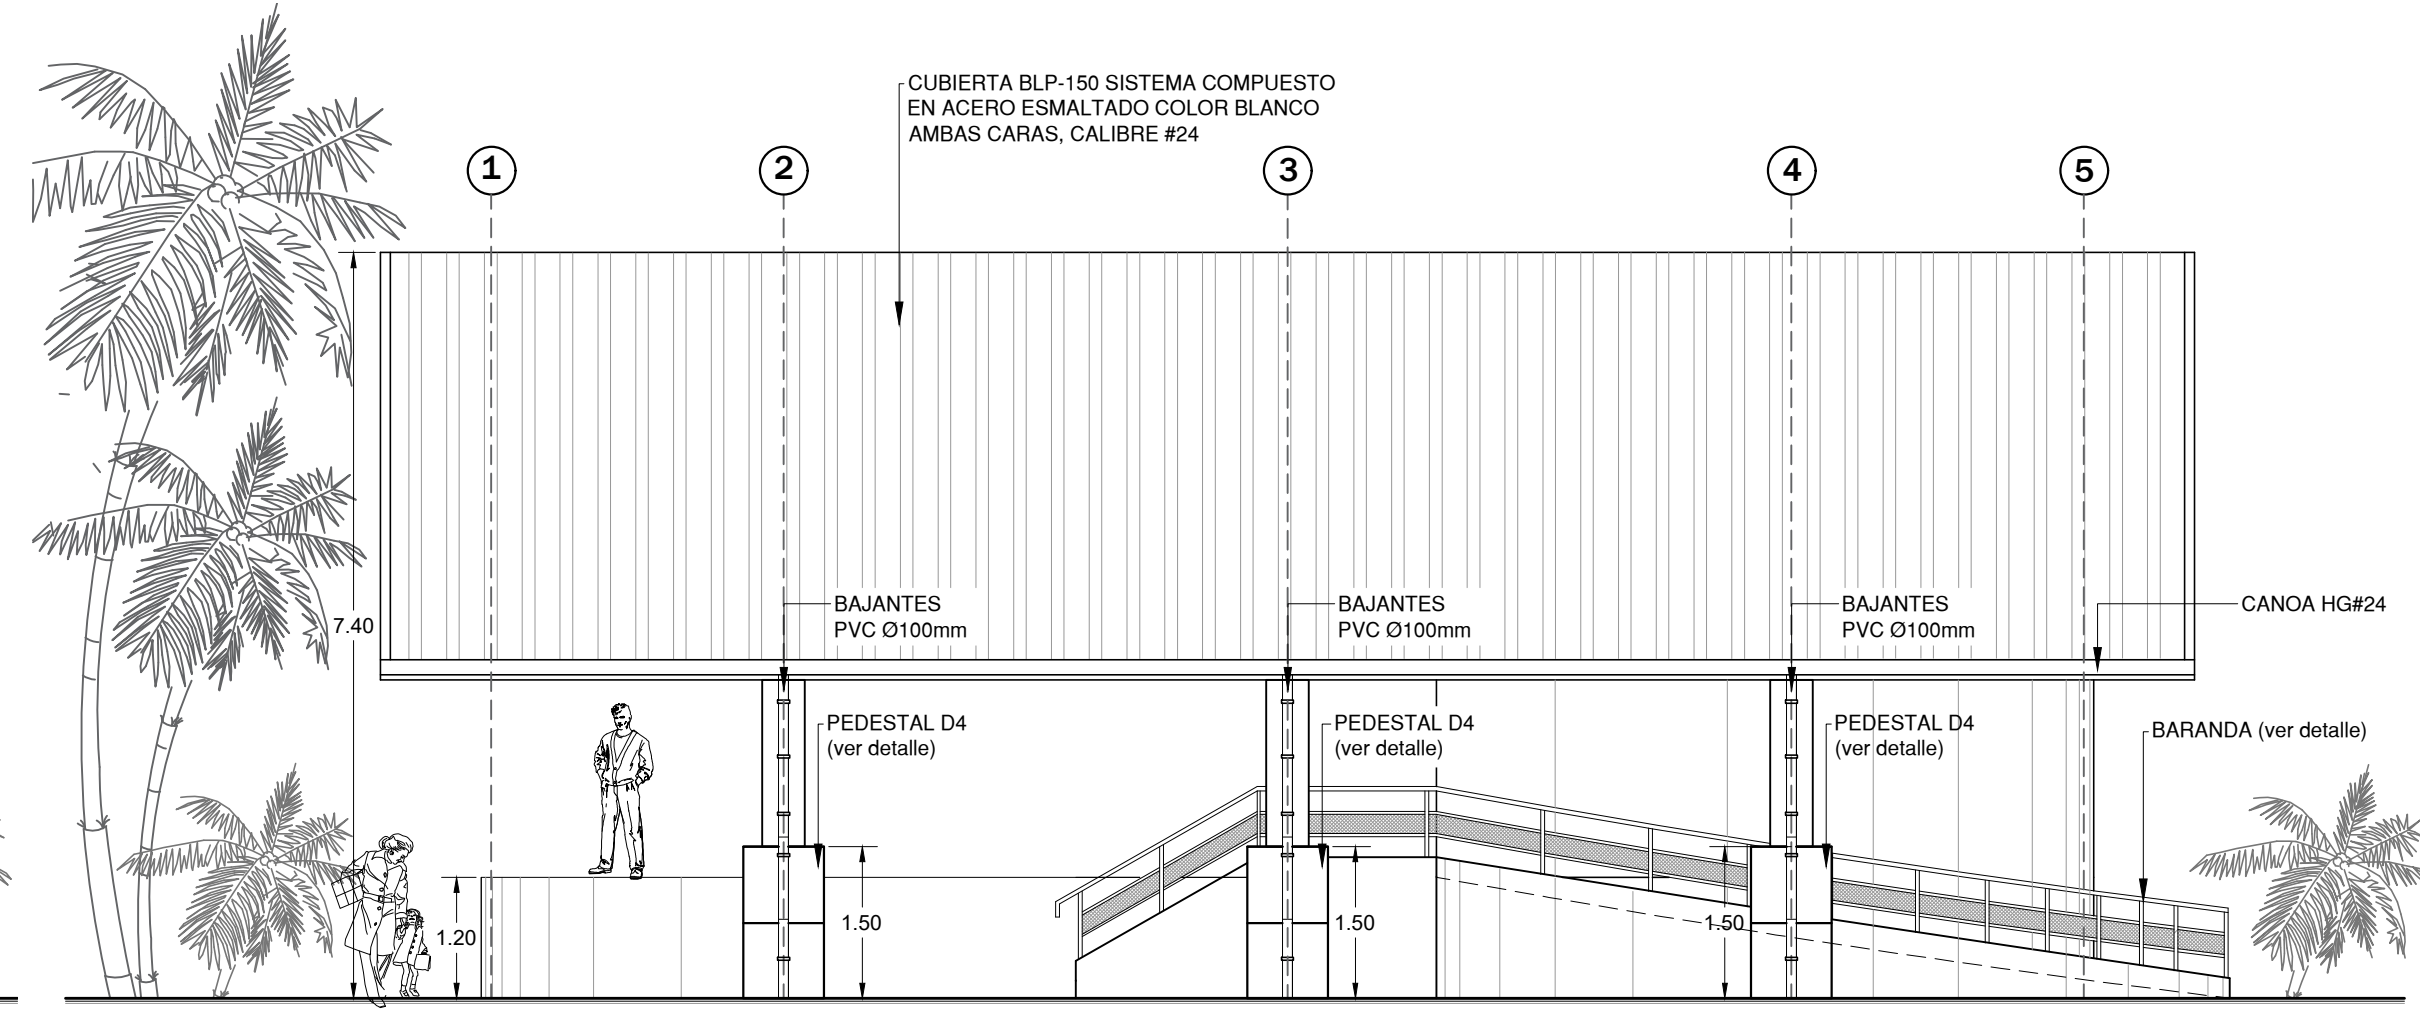 CUBIERTA BLP-150 SISTEMA COMPUESTO
EN ACERO ESMALTADO COLOR BLANCO
AMBAS CARAS, CALIBRE #24
1
2
3
4
5
BAJANTES
PVC Ø100mm
BAJANTES
PVC Ø100mm
BAJANTES
PVC Ø100mm
CANOA HG#24
7.40
PEDESTAL D4
(ver detalle)
PEDESTAL D4
(ver detalle)
PEDESTAL D4
(ver detalle)
BARANDA (ver detalle)
1.20
1.50
1.50
1.50